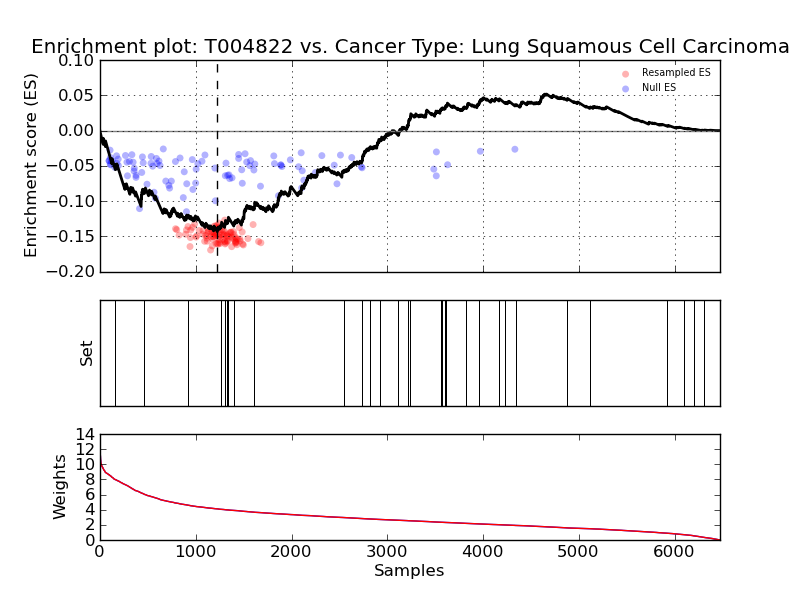 Enrichment plot: T004822 vs. Cancer Type: Lung Squamous Cell Carcinoma
Enrichment score (ES)
0.10
0.05
0.00
−0.05
−0.10
−0.15
−0.20
Resampled ES
Null ES
Set
Weights
14
12
10
8
6
4
2
0
0 1000 2000 3000 4000 5000 6000
Samples